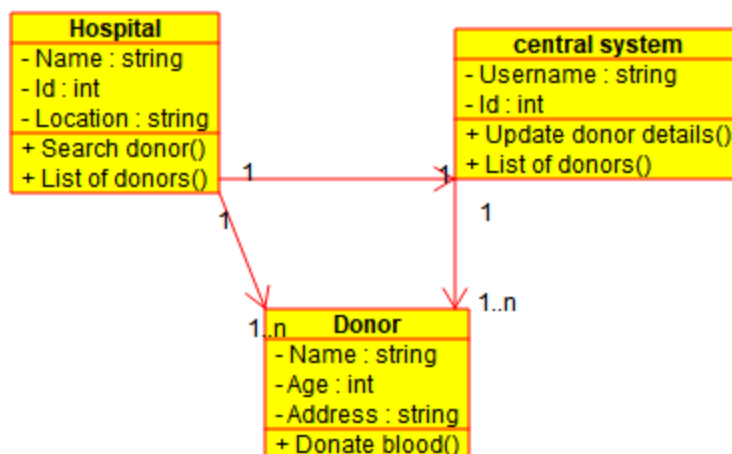 Hospital
- Name : string
- Id : int
- Location : string
+ Search donor()
+ List of donors()
central system
- Username : string
- Id : int
+ Update donor details()
+ List of donors()
1
1
1
1
1..n
1..n
Donor
- Name : string
- Age : int
- Address : string
+ Donate blood()